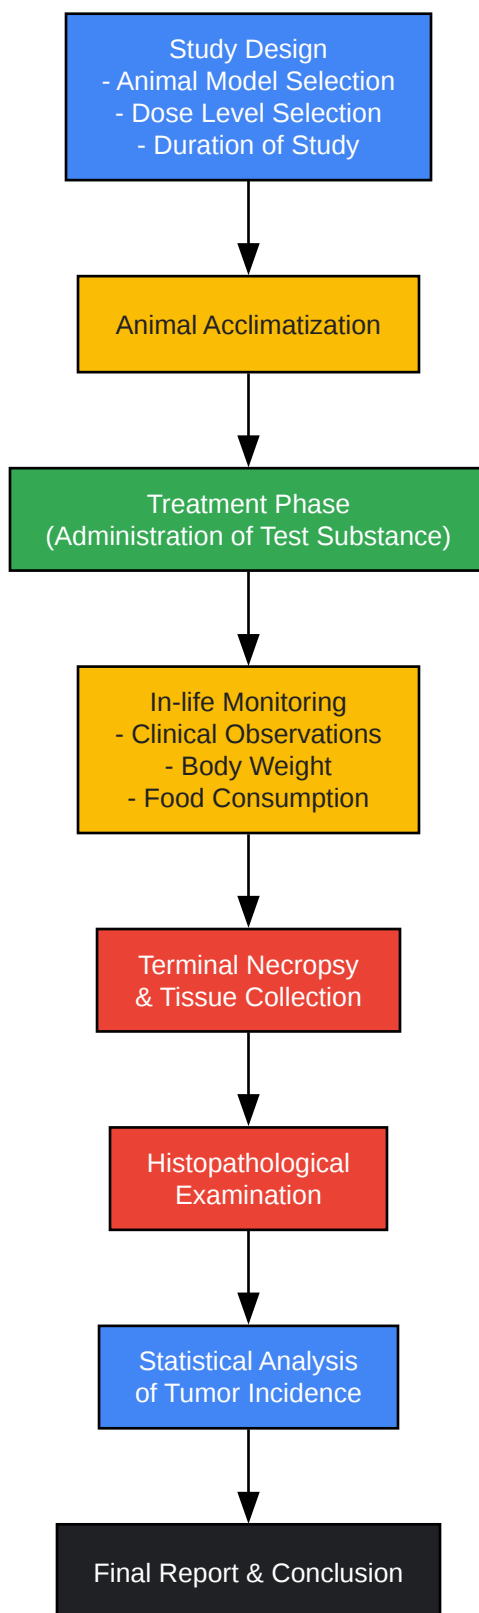 Study Design
- Animal Model Selection
- Dose Level Selection
- Duration of Study
Animal Acclimatization
Treatment Phase
(Administration of Test Substance)
In-life Monitoring
- Clinical Observations
- Body Weight
- Food Consumption
Terminal Necropsy
& Tissue Collection
Histopathological
Examination
Statistical Analysis
of Tumor Incidence
Final Report & Conclusion